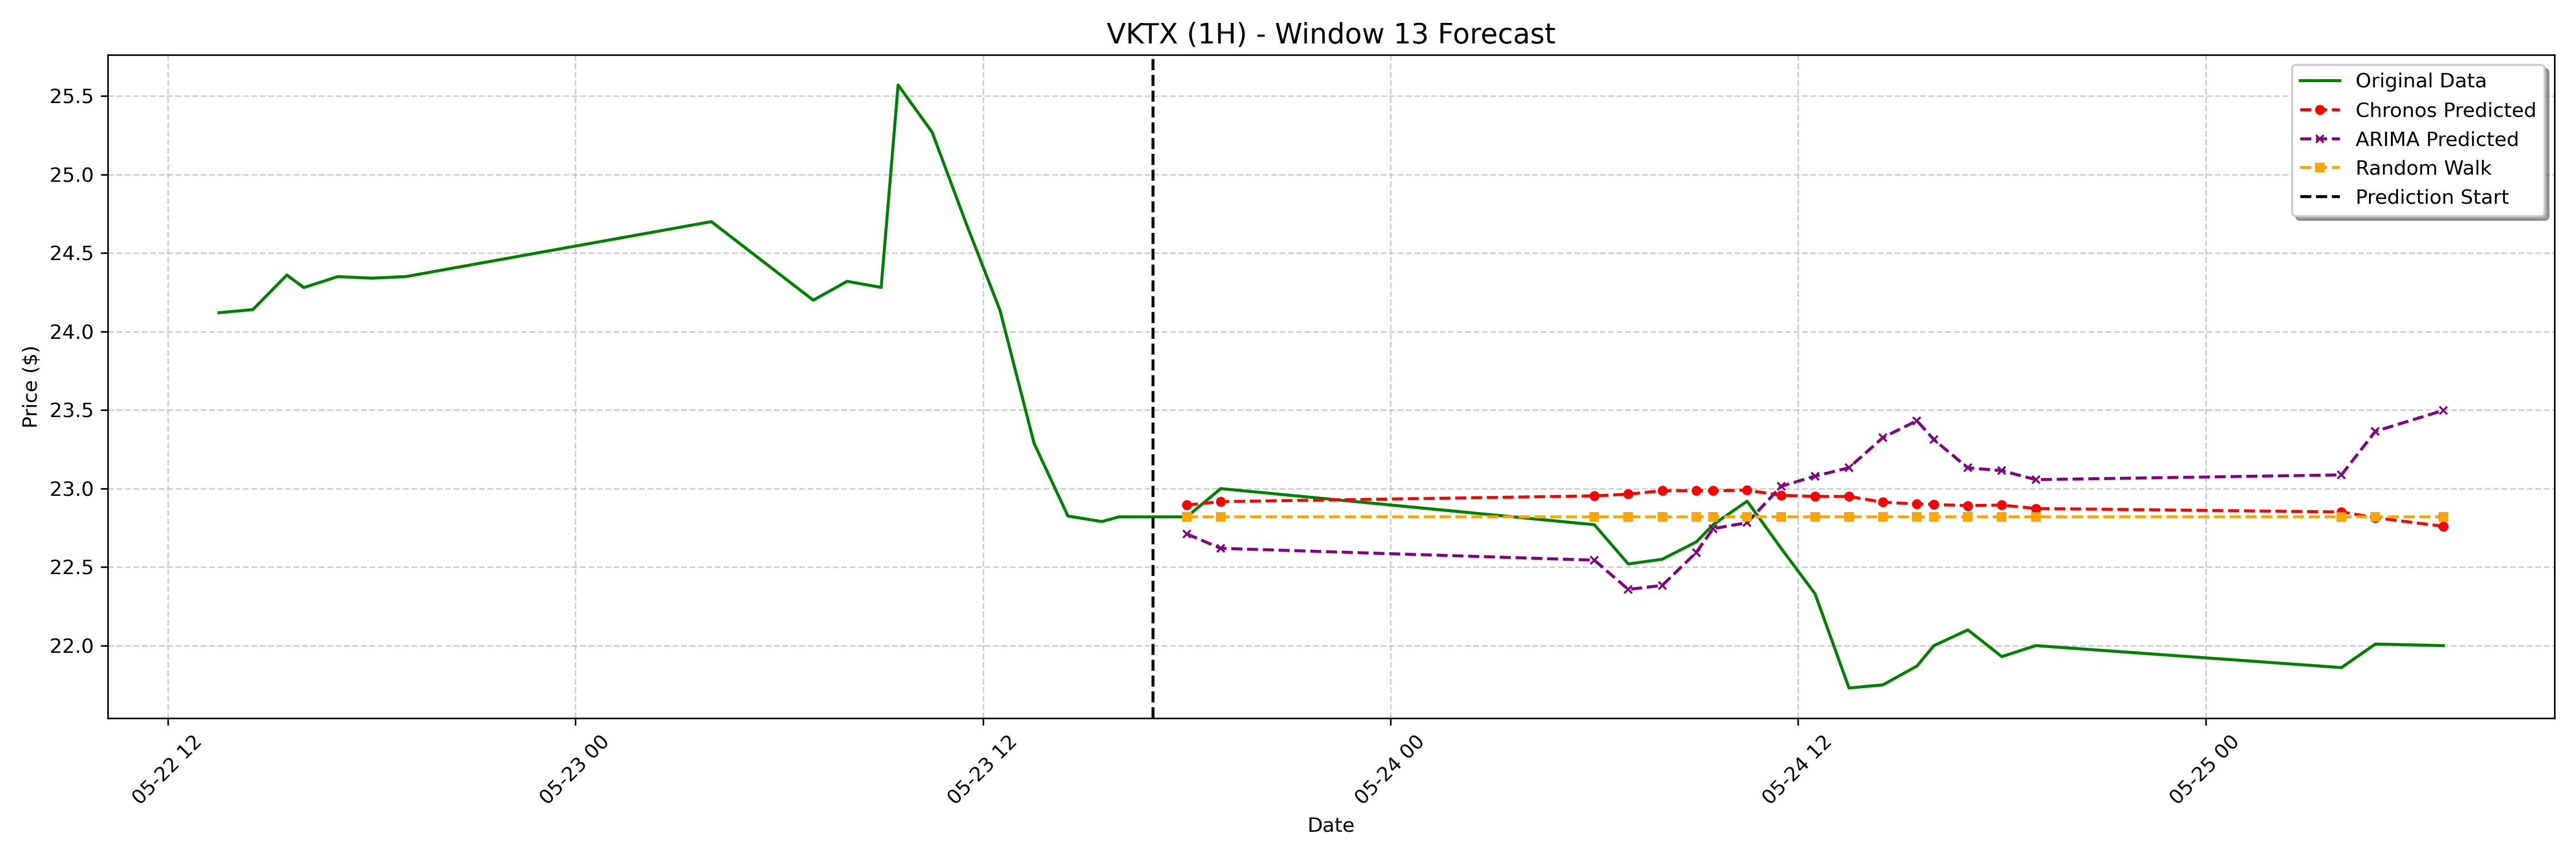 VKTX (1H) - Window 13 Forecast
Original Data
Chronos Predicted
ARIMA Predicted
Random Walk
Prediction Start
Price ($)
25.5
25.0
24.5
24.0
23.5
23.0
22.5
22.0
05-22 12
05-23 00
05-23 12
05-24 00
05-24 12
05-25 00
Date